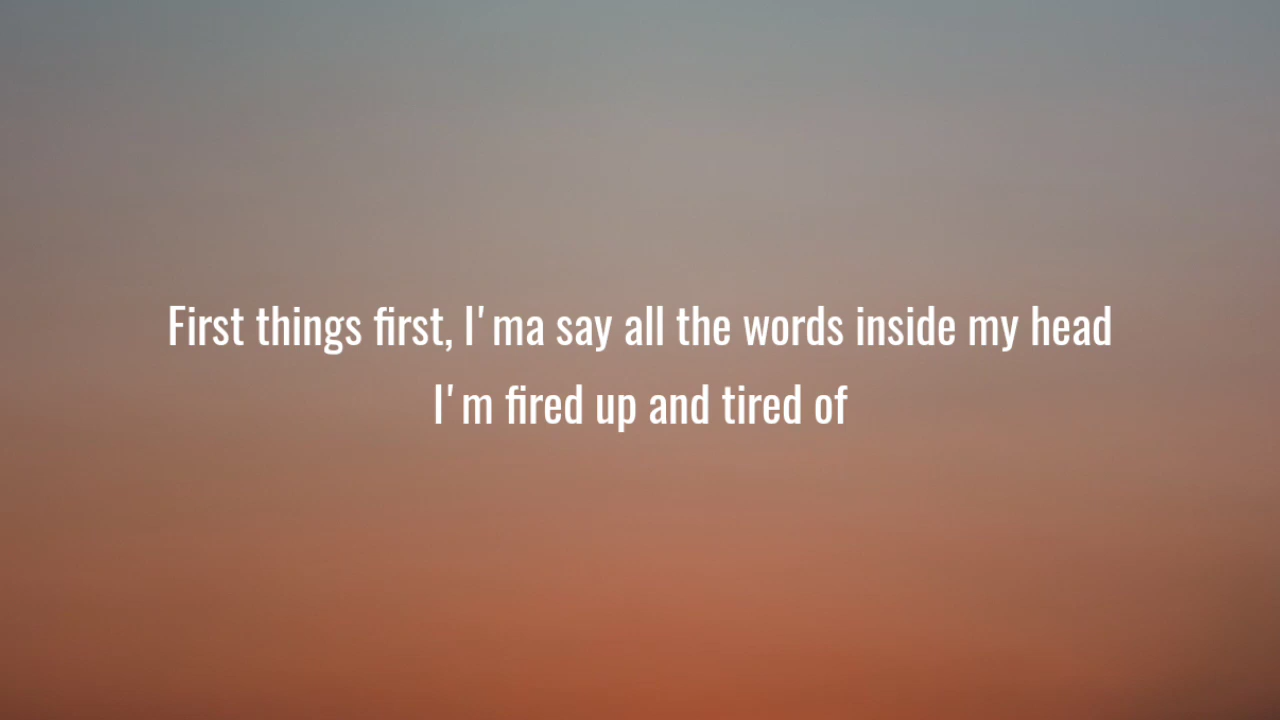 First things first, I'ma say all the words inside my head
I'm fired up and tired of